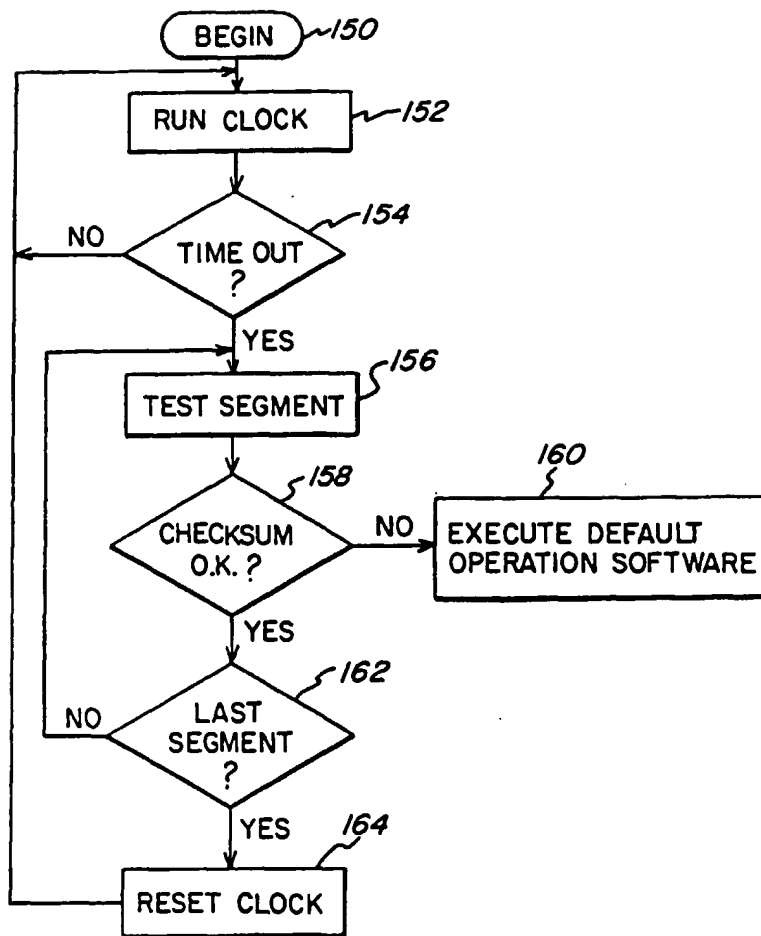 BEGIN
150
RUN CLOCK
152
154
NO
TIME OUT
?
YES
156
TEST SEGMENT
158
160
CHECKSUM
O.K. ?
NO
EXECUTE DEFAULT
OPERATION SOFTWARE
YES
162
NO
LAST
SEGMENT
?
YES
164
RESET CLOCK